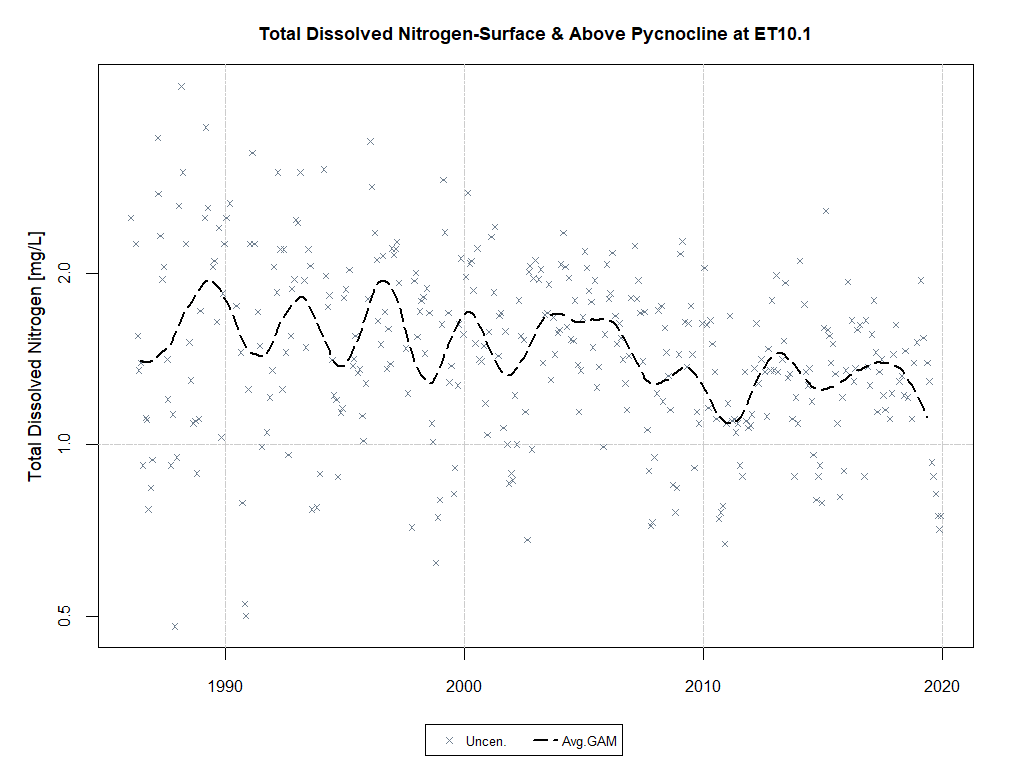 Total Dissolved Nitrogen-Surface & Above Pycnocline at ET10.1
Total Dissolved Nitrogen [mg/L]
2.0
1.0
0.5
1990 2000 2010 2020
Uncen. Avg.GAM